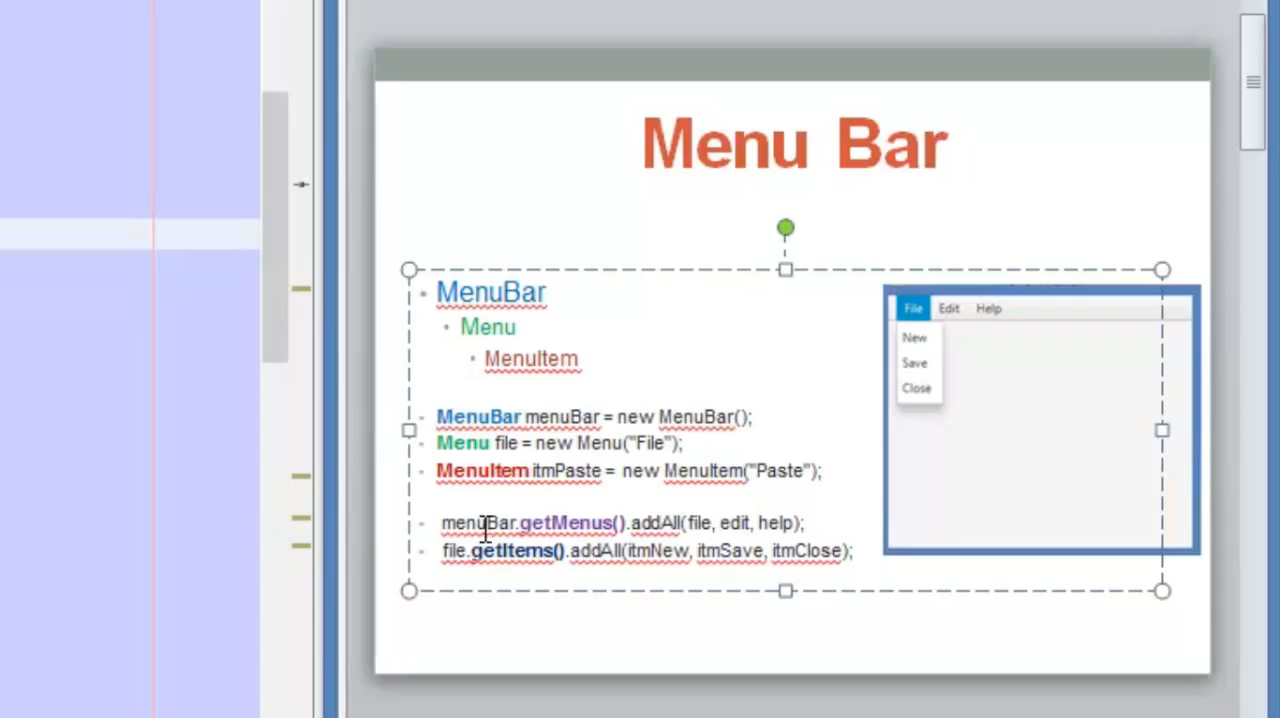 Menu Bar
MenuBar
Menu
MenuItem
MenuBar menuBar = new MenuBar();
Menu file = new Menu("File");
MenuItem itmPaste = new MenuItem("Paste");
menuBar.getMenus().addAll(file, edit, help);
file.getItems().addAll(itmNew, itmSave, itmClose);
File Edit Help
New
Save
Close